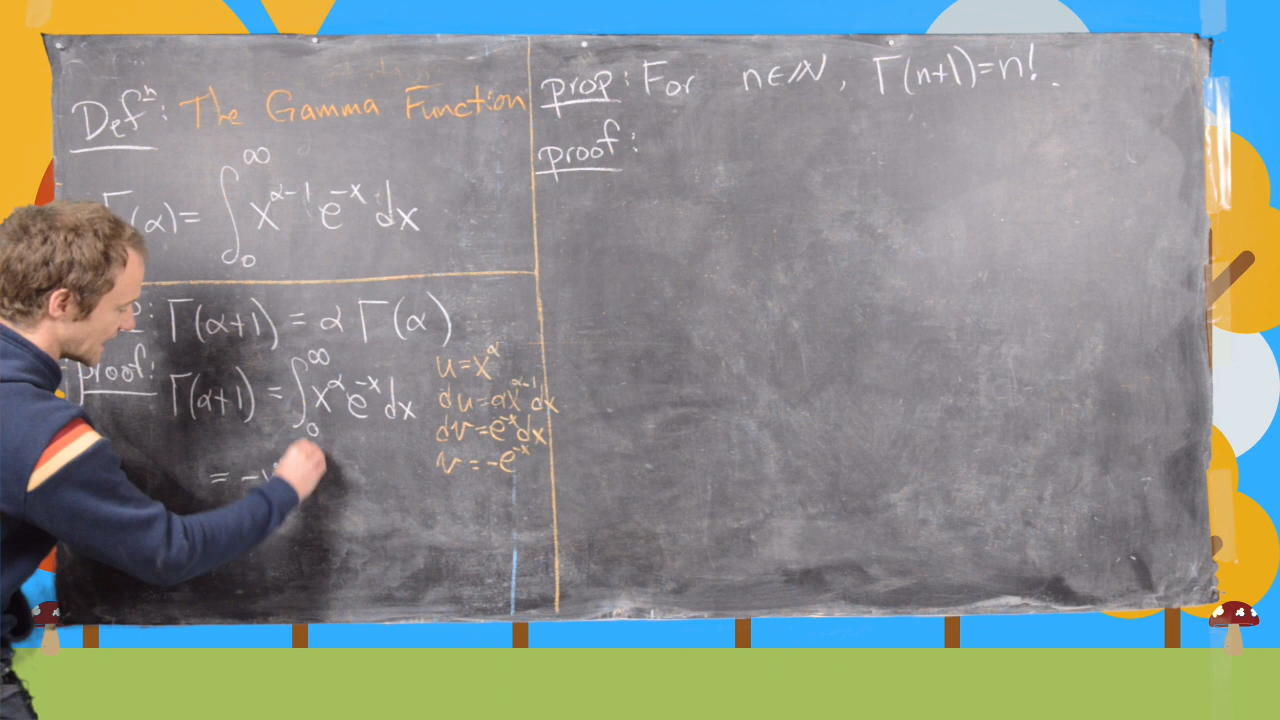 Defⁿ: The Gamma Function
Γ(α) = ∫₀^∞ x^(α-1) e^(-x) dx
Γ(α+1) = α Γ(α)
proof: Γ(α+1) = ∫₀^∞ x^α e^(-x) dx
= -
u = x^α
du = αx^(α-1) dx
dv = e^(-x) dx
v = -e^(-x)
prop: For n∈ℕ, Γ(n+1)=n!.
proof: